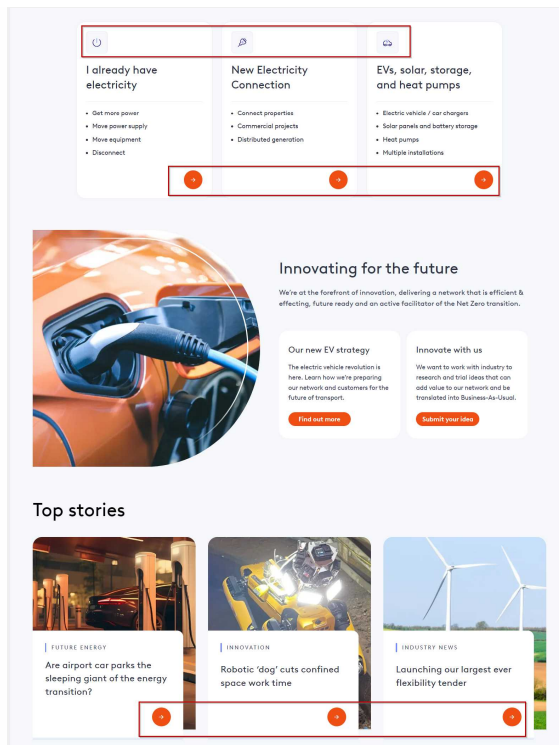 I already have
electricity
• Get more power
• Move power supply
• Move equipment
• Disconnect
New Electricity
Connection
• Connect properties
• Commercial projects
• Distributed generation
EVs, solar, storage,
and heat pumps
• Electric vehicle / car chargers
• Solar panels and battery storage
• Heat pumps
• Multiple installations
Innovating for the future
We're at the forefront of innovation, delivering a network that is efficient &
effecting, future ready and an active facilitator of the Net Zero transition.
Our new EV strategy
The electric vehicle revolution is
here. Learn how we're preparing
our network and customers for the
future of transport.
Find out more
Innovate with us
We want to work with industry to
research and trial ideas that can
add value to our network and be
translated into Business-As-Usual.
Submit your idea
Top stories
FUTURE ENERGY
Are airport car parks the
sleeping giant of the energy
transition?
INNOVATION
Robotic ‘dog’ cuts confined
space work time
INDUSTRY NEWS
Launching our largest ever
flexibility tender